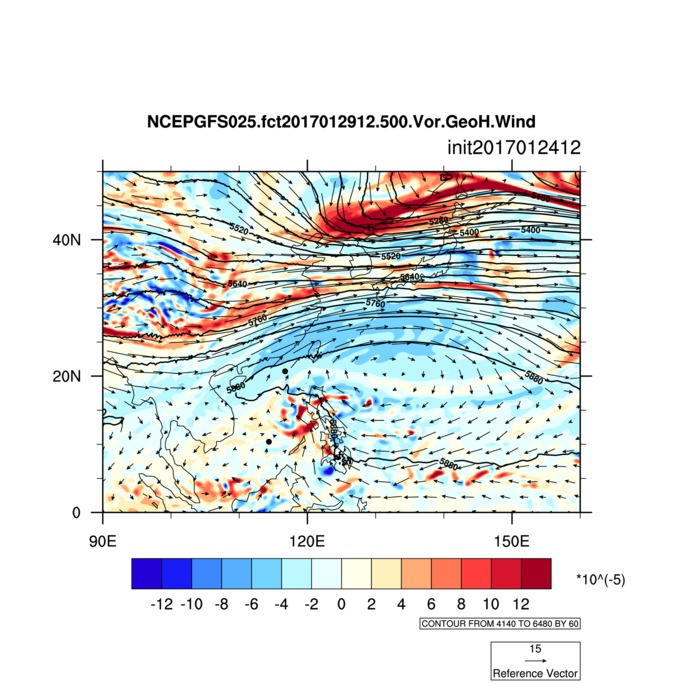 NCEPGFS025.fct2017012912.500.Vor.GeoH.Wind
init2017012412
5520
5280
5400
5400
40N
5520
5640
5640
5760
5760
20N
5880
5880
5880
0
90E
120E
150E
-12 -10 -8 -6 -4 -2 0 2 4 6 8 10 12
*10^(-5)
CONTOUR FROM 4140 TO 6480 BY 60
15
Reference Vector